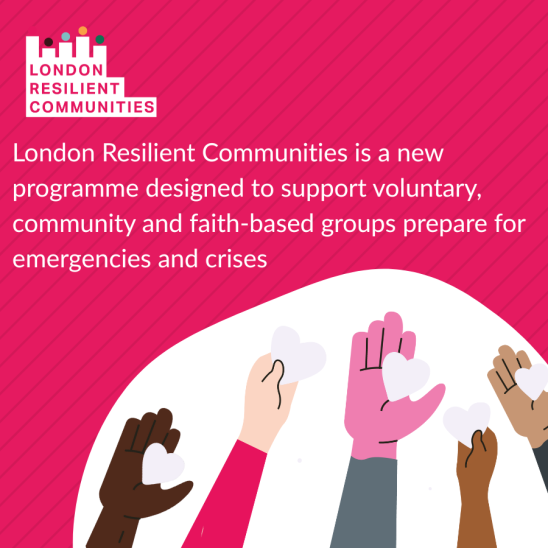 LONDON
RESILIENT
COMMUNITIES
London Resilient Communities is a new
programme designed to support voluntary,
community and faith-based groups prepare for
emergencies and crises